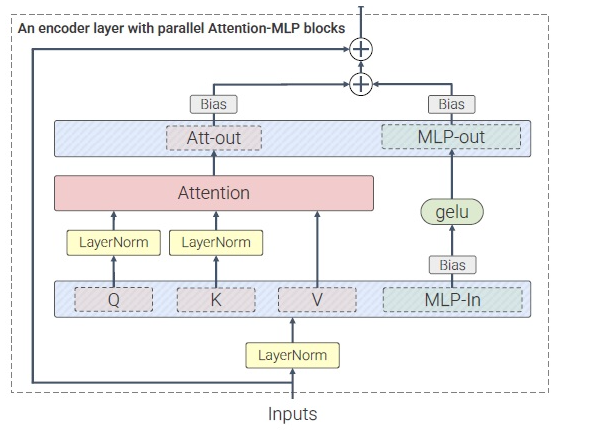 An encoder layer with parallel Attention-MLP blocks
Bias
Bias
Att-out
MLP-out
Attention
gelu
LayerNorm
LayerNorm
Bias
Q
K
V
MLP-In
LayerNorm
Inputs